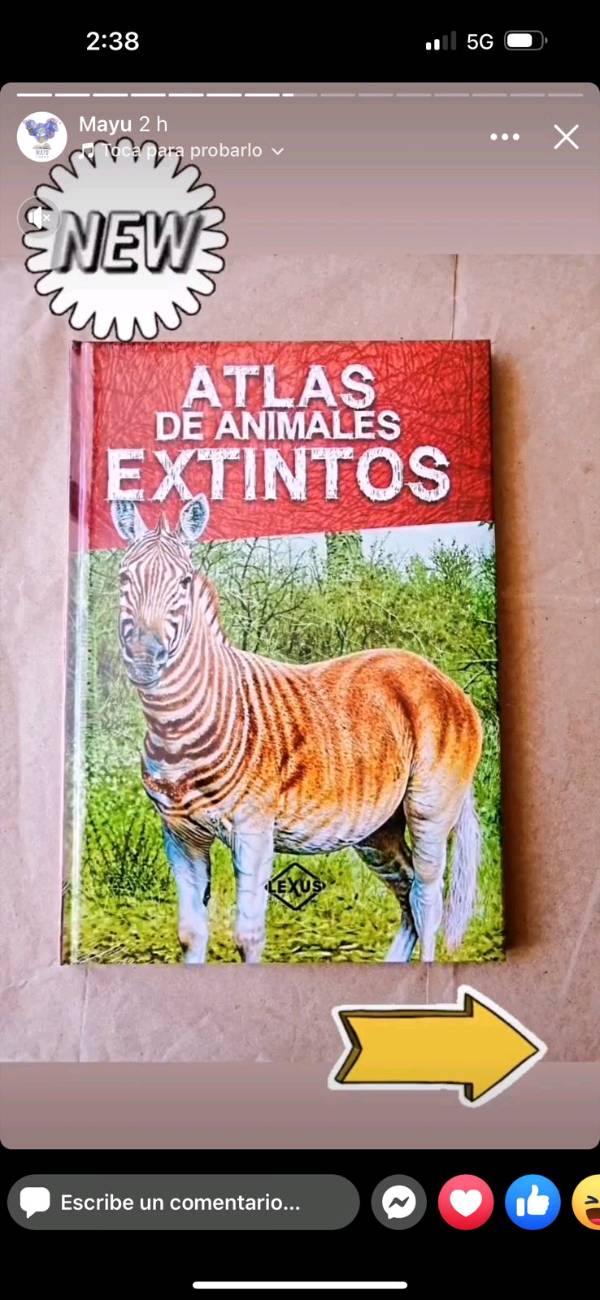 2:38
5G
Mayu 2 h
Toca para probarlo
NEW
ATLAS
DE ANIMALES
EXTINTOS
LEXUS
Escribe un comentario...